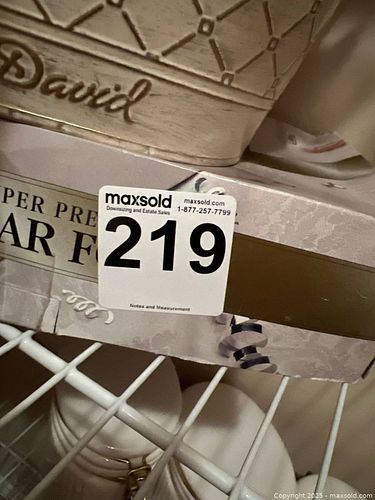 David
PER PRE
AR F
maxsold
maxsold.com
Downsizing and Estate Sales
1-877-257-7799
219
Notes and Measurement
Copyright 2025 - maxsold.com